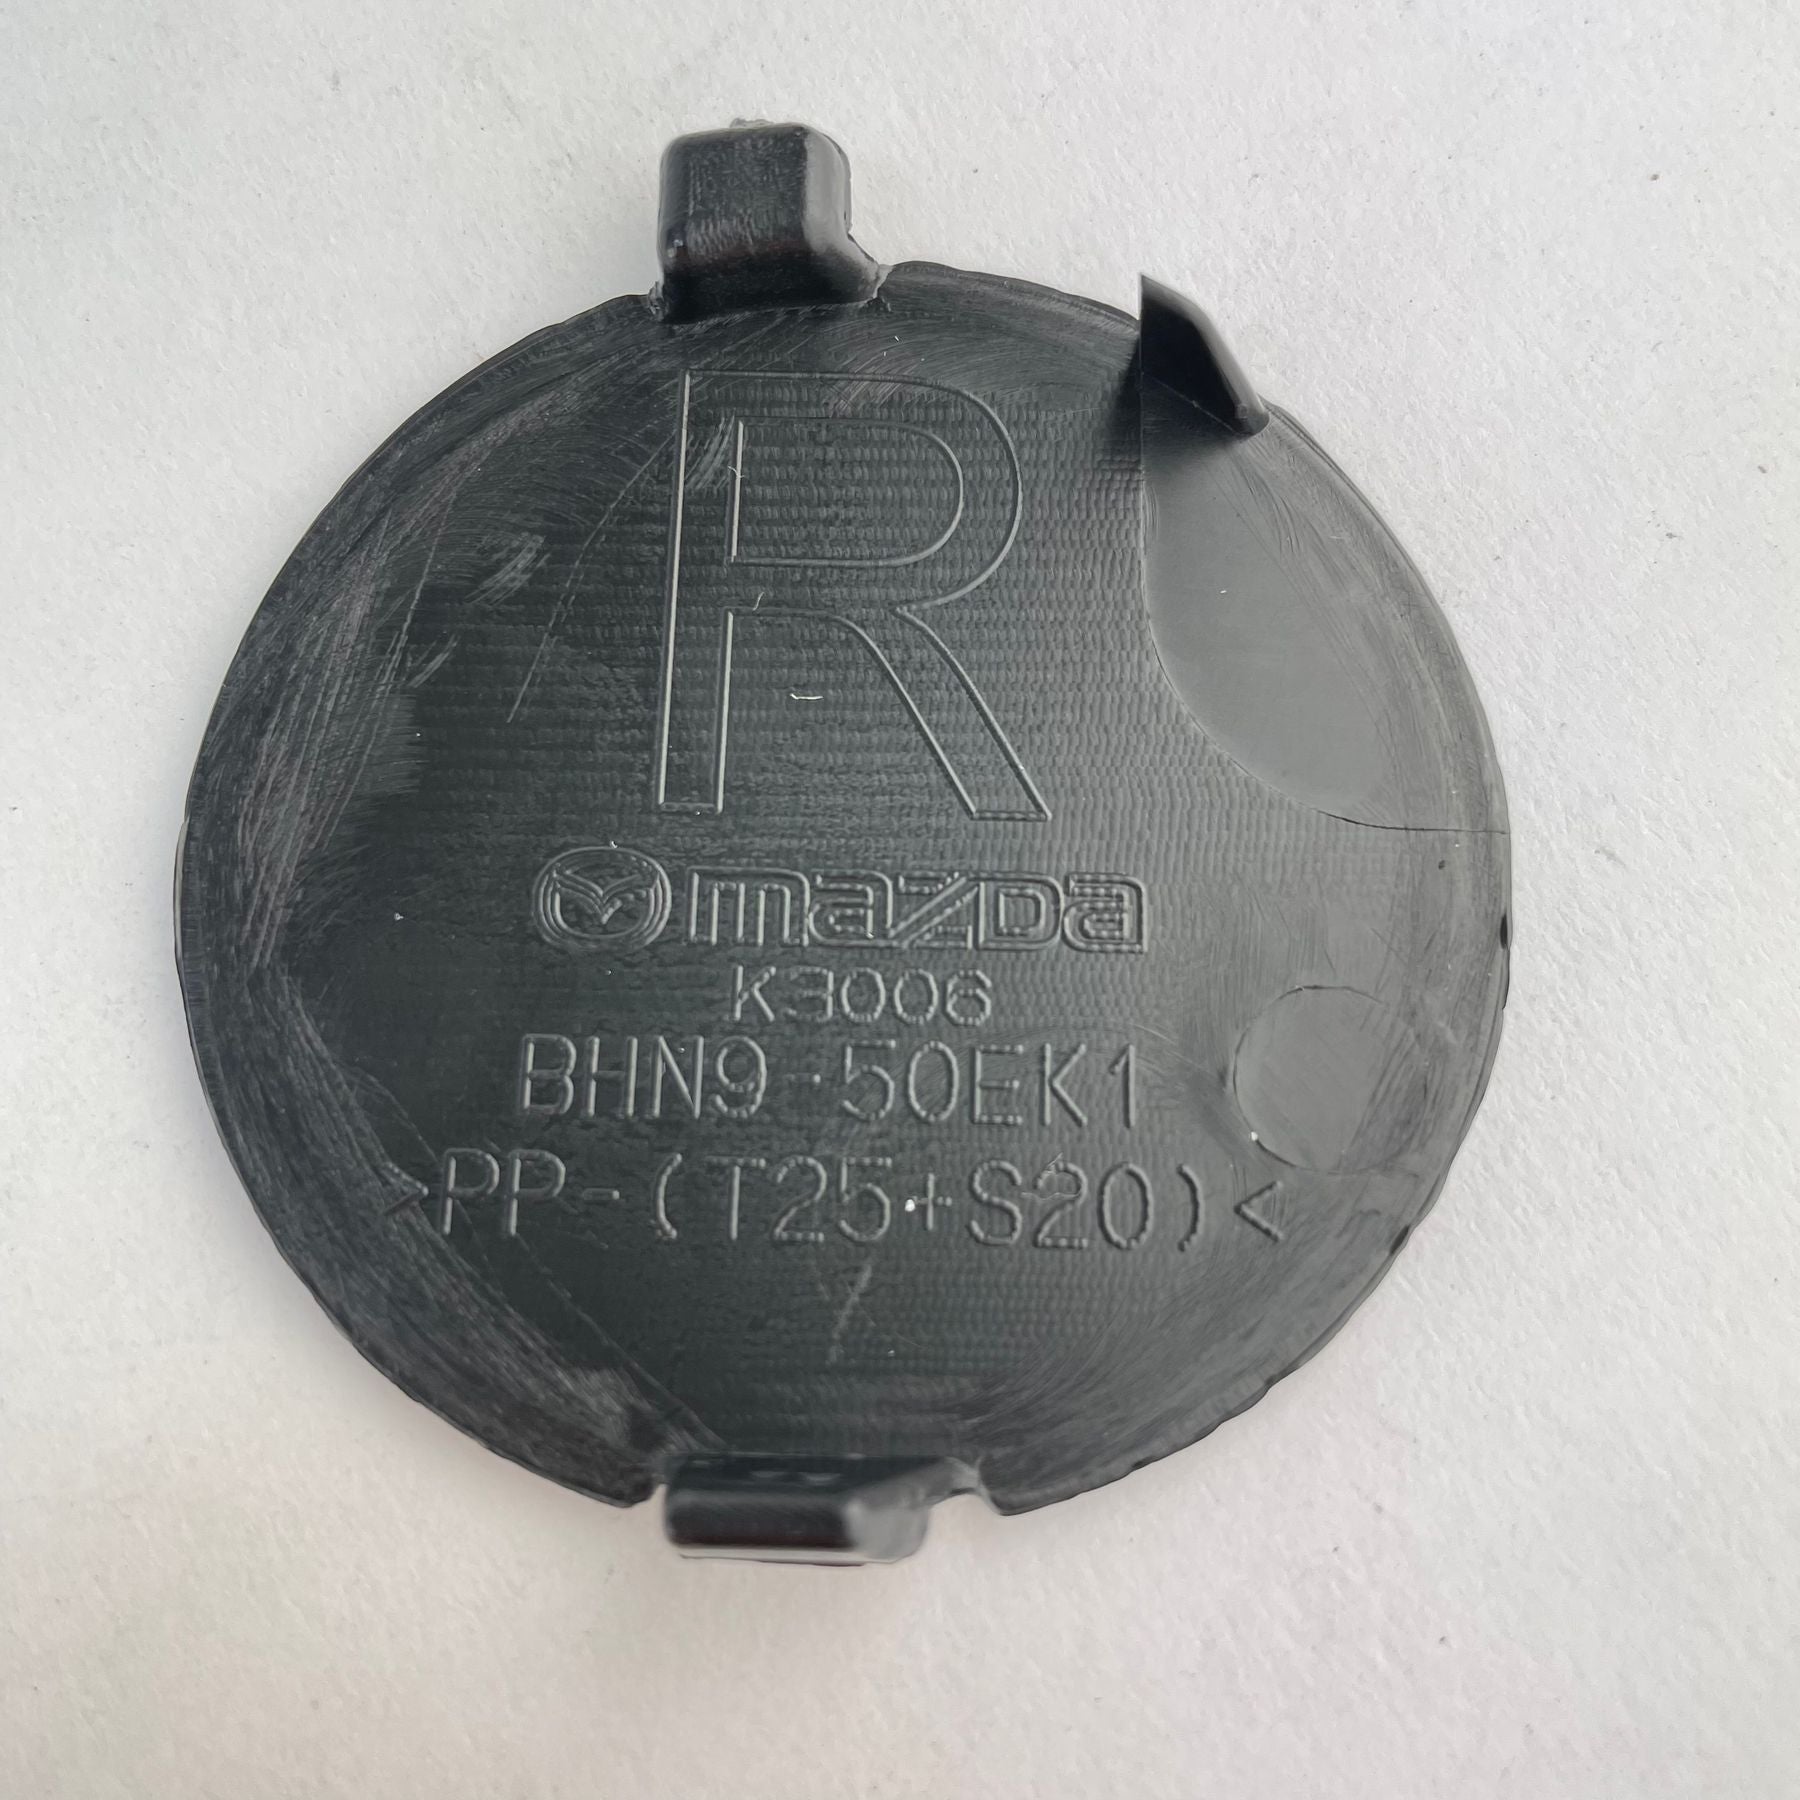 R
mazda
K3006
BHN9-50EK1
>PP-(T25+S20)<